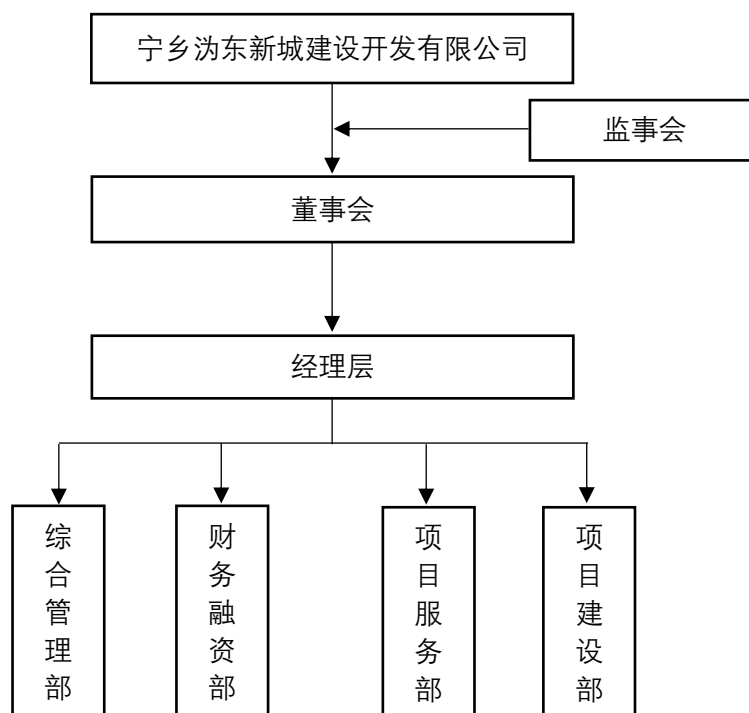 宁乡沩东新城建设开发有限公司
监事会
董事会
经理层
综合管理部
财务融资部
项目服务部
项目建设部